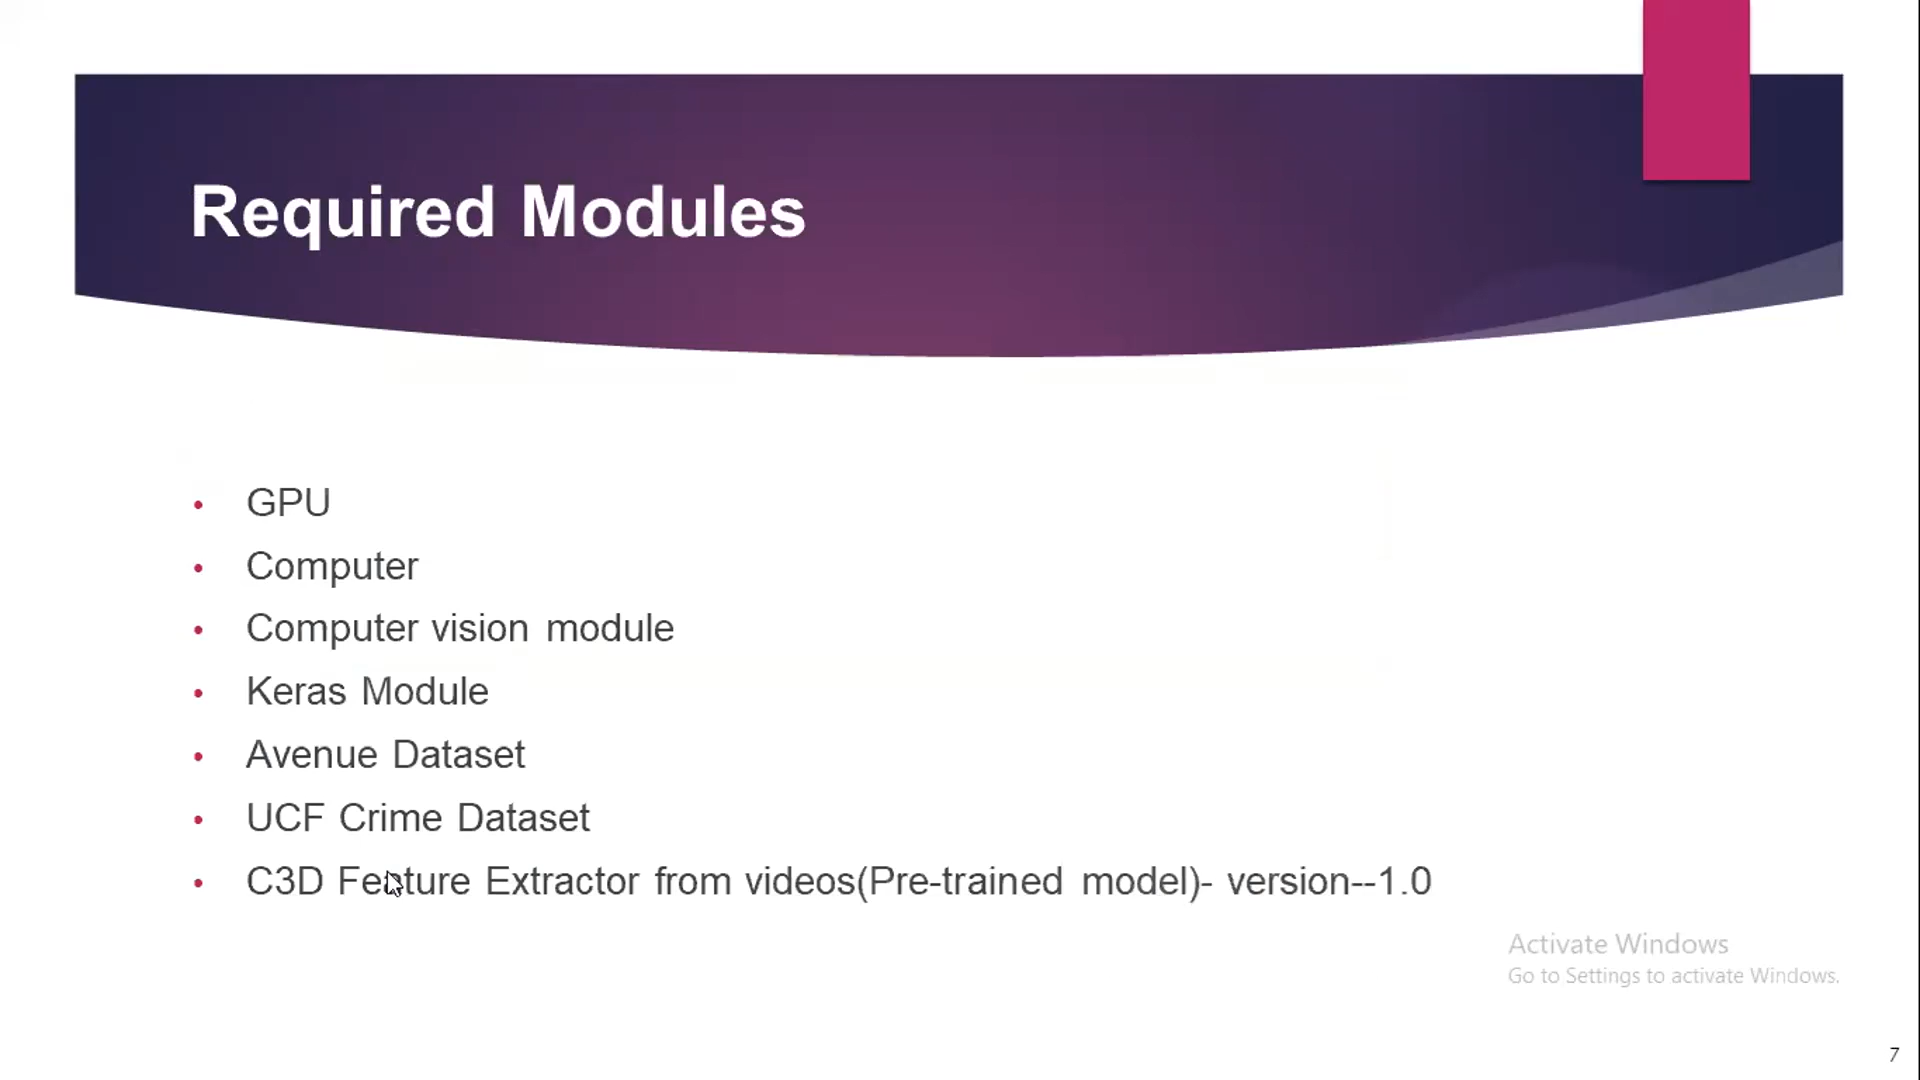 Required Modules
• GPU
• Computer
• Computer vision module
• Keras Module
• Avenue Dataset
• UCF Crime Dataset
• C3D Feature Extractor from videos(Pre-trained model)- version--1.0
Activate Windows
Go to Settings to activate Windows.
7